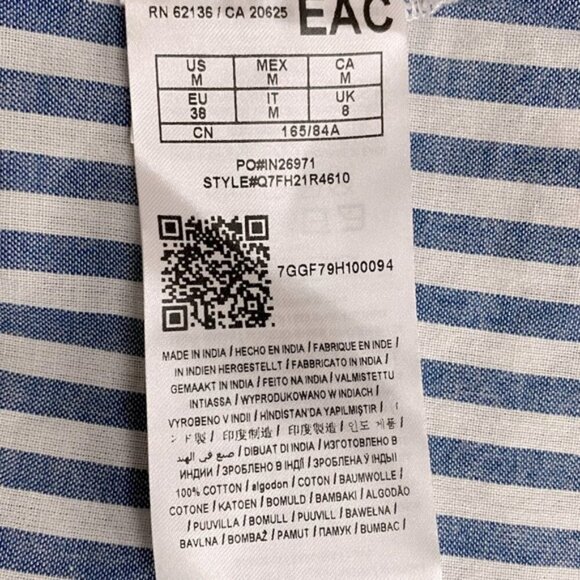 RN 62136 / CA 20625 EAC
US MEX CA
M M M
EU IT UK
38 M 8
CN 165/84A
PO#IN26971
STYLE#Q7FH21R4610
7GGF79H100094
MADE IN INDIA / HECHO EN INDIA / FABRIQUE EN INDE /
IN INDIEN HERGESTELLT / FABBRICATO IN INDIA /
GEMAAKT IN INDIA / FEITO NA INDIA / VALMISTETTU
INTIASSA / WYPRODUKOWANO W INDIACH /
VYROBENO V INDII / HINDISTAN'DA YAPILMIŞTIR / イ
ンド製 / 印度製造 / 印度制造 / 인도 제품 /
صنع في الهند / DIBUAT DI INDIA / ИЗГОТОВЛЕНО В
ИНДИИ / ЗРОБЛЕНО В ІНДІЇ / ЗРОБЛЕНА Ў ІНДЫІ
100% COTTON / algodon / COTON / BAUMWOLLE /
COTONE / KATOEN / BOMULD / BAMBAKI / ALGODÃO
/ PUUVILLA / BOMULL / PUUVILL / BAWEŁNA /
BAVLNA / BOMBAŽ / PAMUT / ПАМУК / BUMBAC /